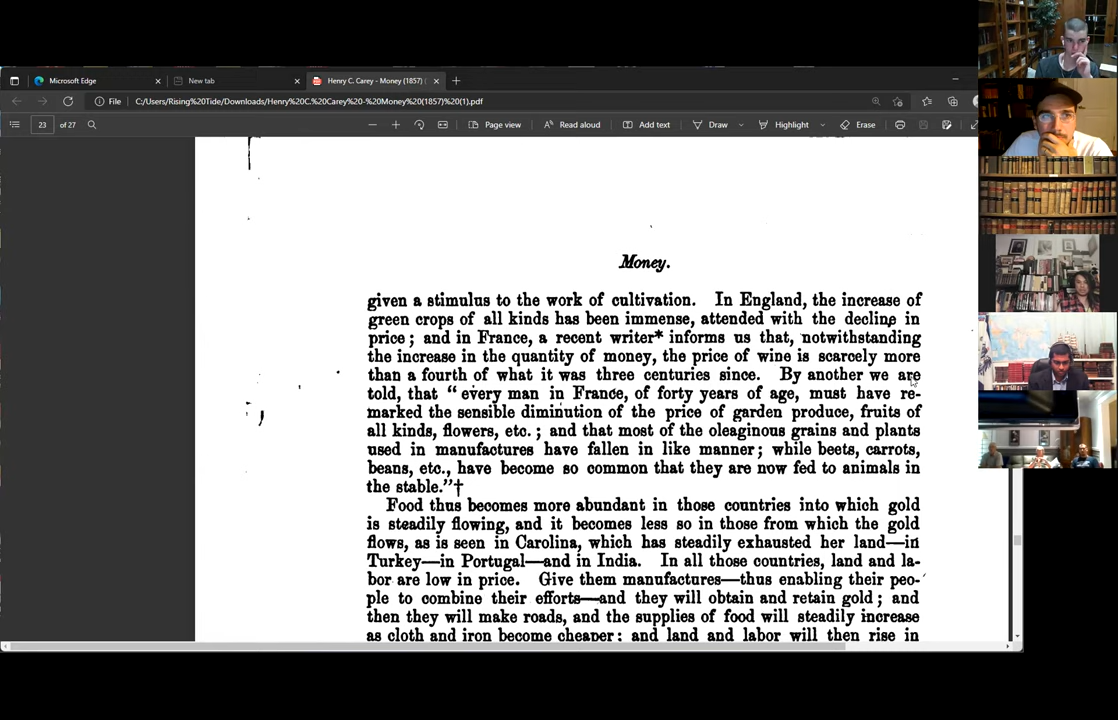 Microsoft Edge
New tab
Henry C. Carey - Money (1857) (
File
C:/Users/Rising%20Tide/Downloads/Henry%20C.%20Carey%20-%20Money%20(1857)%20(1).pdf
23 of 27
Page view
Read aloud
Add text
Draw
Highlight
Erase
Money.
given a stimulus to the work of cultivation. In England, the increase of
green crops of all kinds has been immense, attended with the decline in
price; and in France, a recent writer* informs us that, notwithstanding
the increase in the quantity of money, the price of wine is scarcely more
than a fourth of what it was three centuries since. By another we are
told, that "every man in France, of forty years of age, must have re-
marked the sensible diminution of the price of garden produce, fruits of
all kinds, flowers, etc.; and that most of the oleaginous grains and plants
used in manufactures have fallen in like manner; while beets, carrots,
beans, etc., have become so common that they are now fed to animals in
the stable."†
Food thus becomes more abundant in those countries into which gold
is steadily flowing, and it becomes less so in those from which the gold
flows, as is seen in Carolina, which has steadily exhausted her land—in
Turkey—in Portugal—and in India. In all those countries, land and la-
bor are low in price. Give them manufactures—thus enabling their peo-
ple to combine their efforts—and they will obtain and retain gold; and
then they will make roads, and the supplies of food will steadily increase
as cloth and iron become cheaper: and land and labor will then rise in